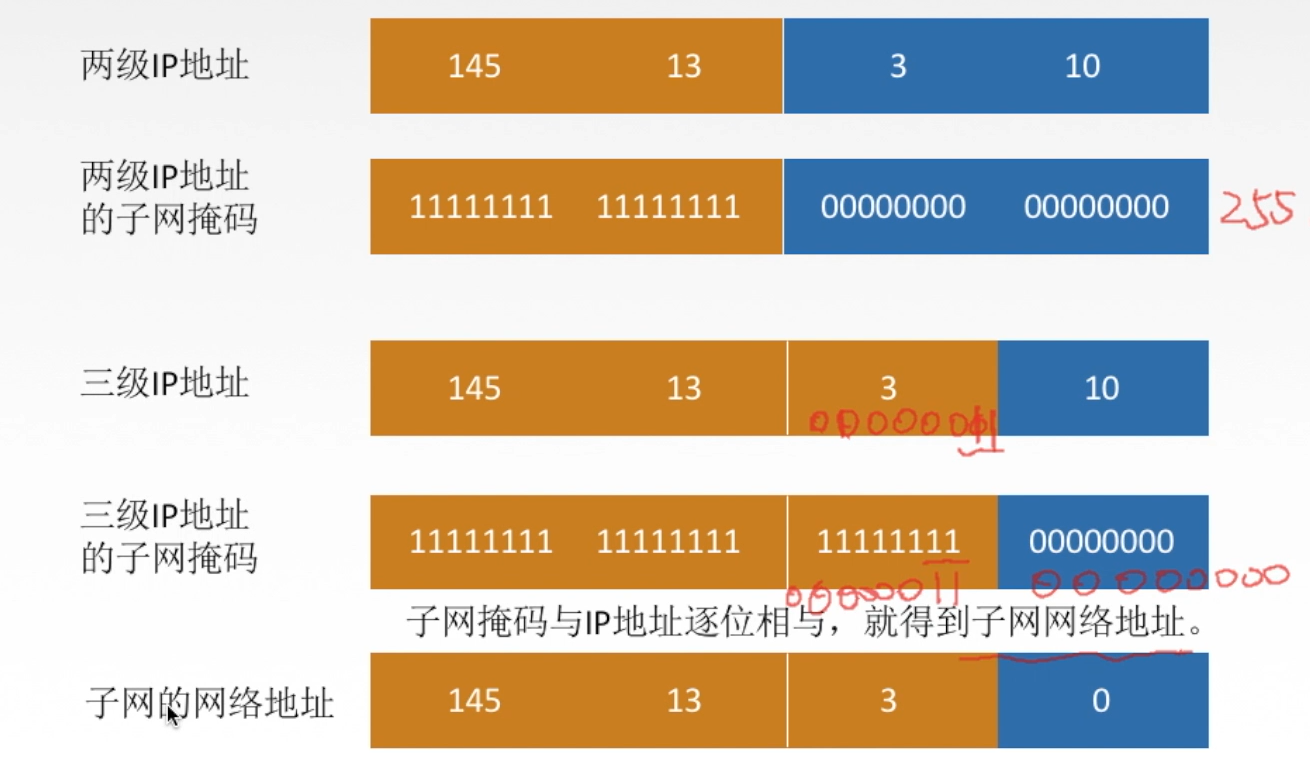 两级IP地址 145 13 3 10
两级IP地址
的子网掩码
11111111 11111111 00000000 00000000 255
三级IP地址 145 13 3 10
00000011
三级IP地址
的子网掩码
11111111 11111111 11111111 00000000
00000011 00000000
子网掩码与IP地址逐位相与，就得到子网网络地址。
子网的网络地址 145 13 3 0